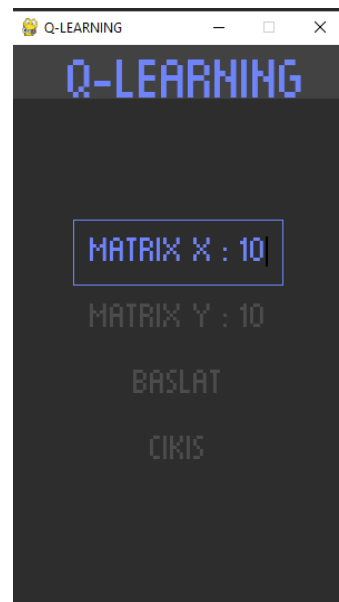 Q-LEARNING
Q-LEARNING
MATRIX X : 10
MATRIX Y : 10
BASLAT
CIKIS